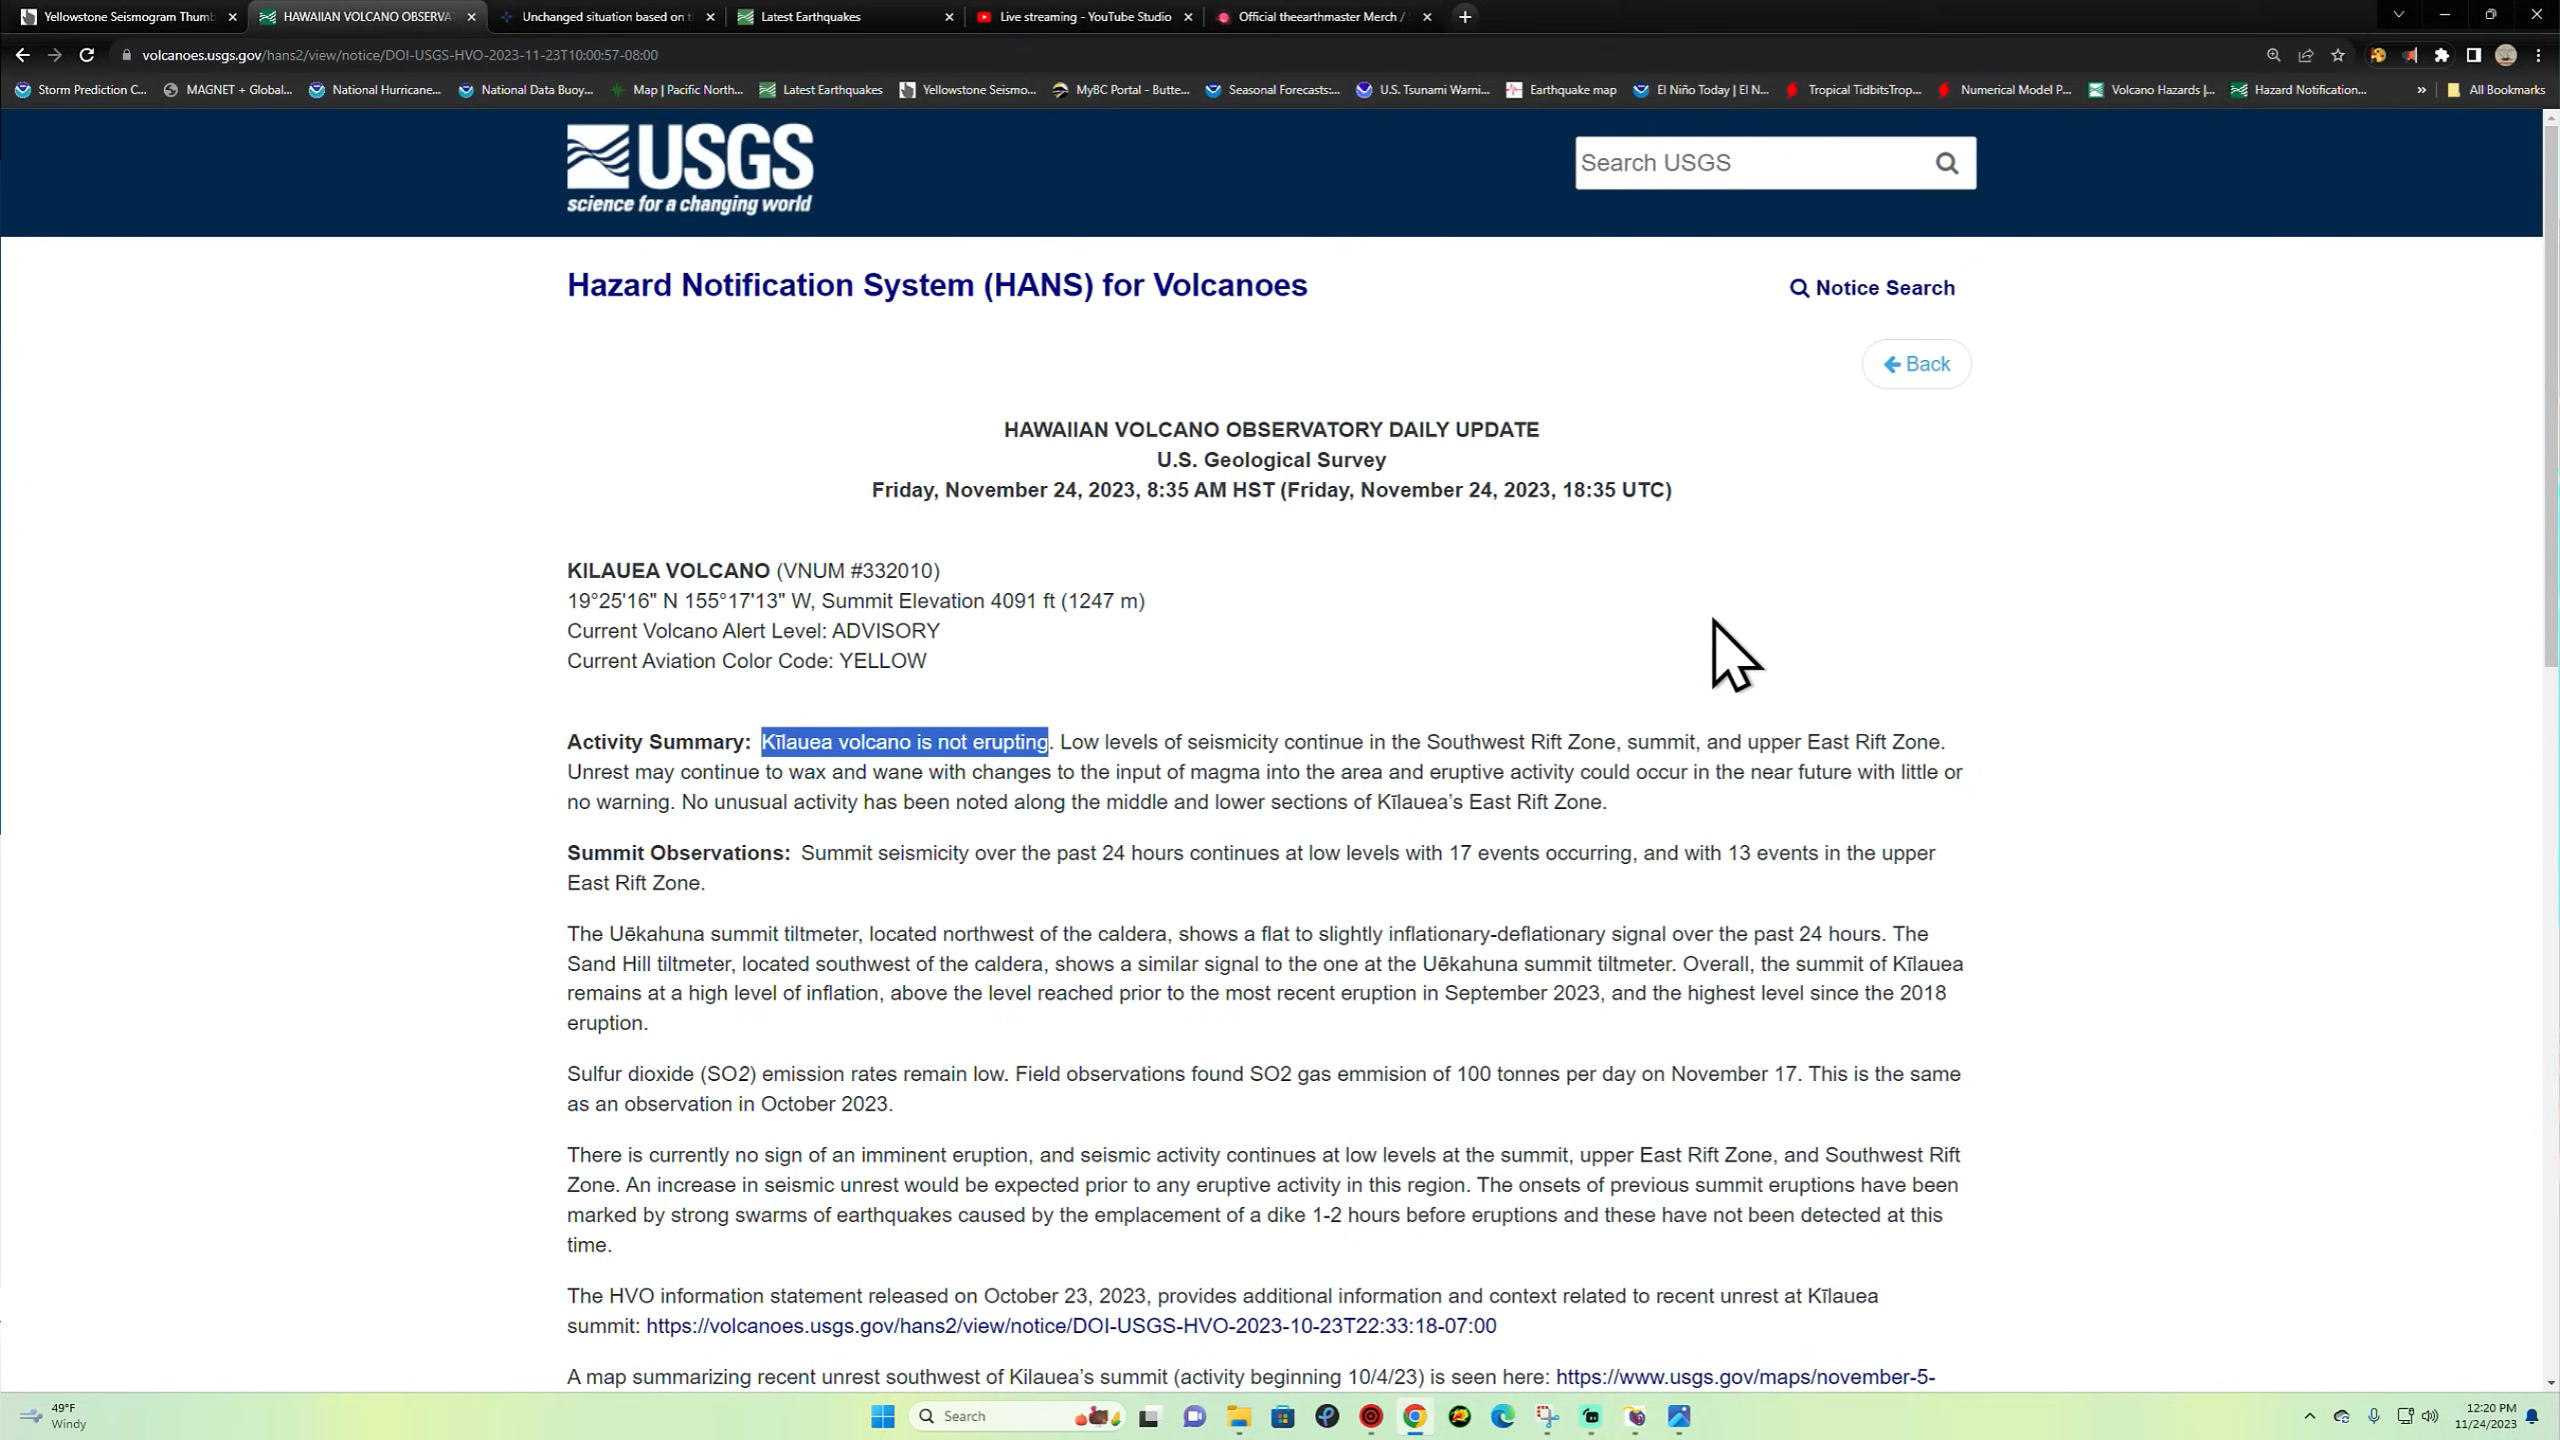 Yellowstone Seismogram Thumb
HAWAIIAN VOLCANO OBSERVA
Unchanged situation based on t
Latest Earthquakes
Live streaming - YouTube Studio
Official theearthmaster Merch /
volcanoes.usgs.gov/hans2/view/notice/DOI-USGS-HVO-2023-11-23T10:00:57-08:00
Storm Prediction C...
MAGNET + Global...
National Hurricane...
National Data Buoy...
Map | Pacific North...
Latest Earthquakes
Yellowstone Seismo...
MyBC Portal - Butte...
Seasonal Forecasts:...
U.S. Tsunami Warni...
Earthquake map
El Niño Today | El N...
Tropical TidbitsTrop...
Numerical Model P...
Volcano Hazards |...
Hazard Notification...
»
All Bookmarks
USGS
science for a changing world
Search USGS
Hazard Notification System (HANS) for Volcanoes
Notice Search
Back
HAWAIIAN VOLCANO OBSERVATORY DAILY UPDATE
U.S. Geological Survey
Friday, November 24, 2023, 8:35 AM HST (Friday, November 24, 2023, 18:35 UTC)
KILAUEA VOLCANO (VNUM #332010)
19°25'16" N 155°17'13" W, Summit Elevation 4091 ft (1247 m)
Current Volcano Alert Level: ADVISORY
Current Aviation Color Code: YELLOW
Activity Summary: Kīlauea volcano is not erupting. Low levels of seismicity continue in the Southwest Rift Zone, summit, and upper East Rift Zone.
Unrest may continue to wax and wane with changes to the input of magma into the area and eruptive activity could occur in the near future with little or
no warning. No unusual activity has been noted along the middle and lower sections of Kīlauea's East Rift Zone.
Summit Observations: Summit seismicity over the past 24 hours continues at low levels with 17 events occurring, and with 13 events in the upper
East Rift Zone.
The Uēkahuna summit tiltmeter, located northwest of the caldera, shows a flat to slightly inflationary-deflationary signal over the past 24 hours. The
Sand Hill tiltmeter, located southwest of the caldera, shows a similar signal to the one at the Uēkahuna summit tiltmeter. Overall, the summit of Kīlauea
remains at a high level of inflation, above the level reached prior to the most recent eruption in September 2023, and the highest level since the 2018
eruption.
Sulfur dioxide (SO2) emission rates remain low. Field observations found SO2 gas emmision of 100 tonnes per day on November 17. This is the same
as an observation in October 2023.
There is currently no sign of an imminent eruption, and seismic activity continues at low levels at the summit, upper East Rift Zone, and Southwest Rift
Zone. An increase in seismic unrest would be expected prior to any eruptive activity in this region. The onsets of previous summit eruptions have been
marked by strong swarms of earthquakes caused by the emplacement of a dike 1-2 hours before eruptions and these have not been detected at this
time.
The HVO information statement released on October 23, 2023, provides additional information and context related to recent unrest at Kīlauea
summit: https://volcanoes.usgs.gov/hans2/view/notice/DOI-USGS-HVO-2023-10-23T22:33:18-07:00
A map summarizing recent unrest southwest of Kilauea's summit (activity beginning 10/4/23) is seen here: https://www.usgs.gov/maps/november-5-
49°F
Windy
Search
12:20 PM
11/24/2023